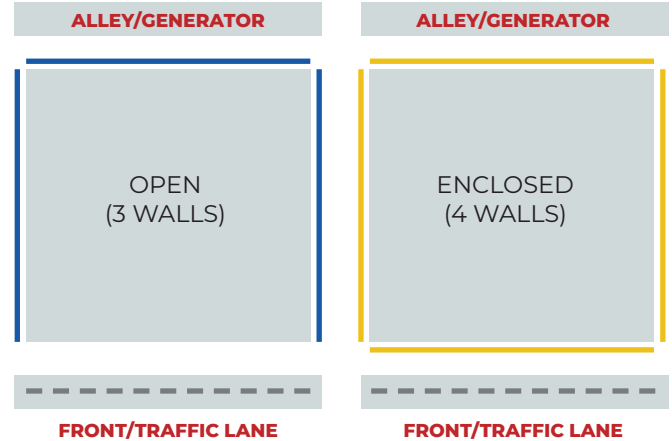 ALLEY/GENERATOR
OPEN
(3 WALLS)
FRONT/TRAFFIC LANE
ALLEY/GENERATOR
ENCLOSED
(4 WALLS)
FRONT/TRAFFIC LANE